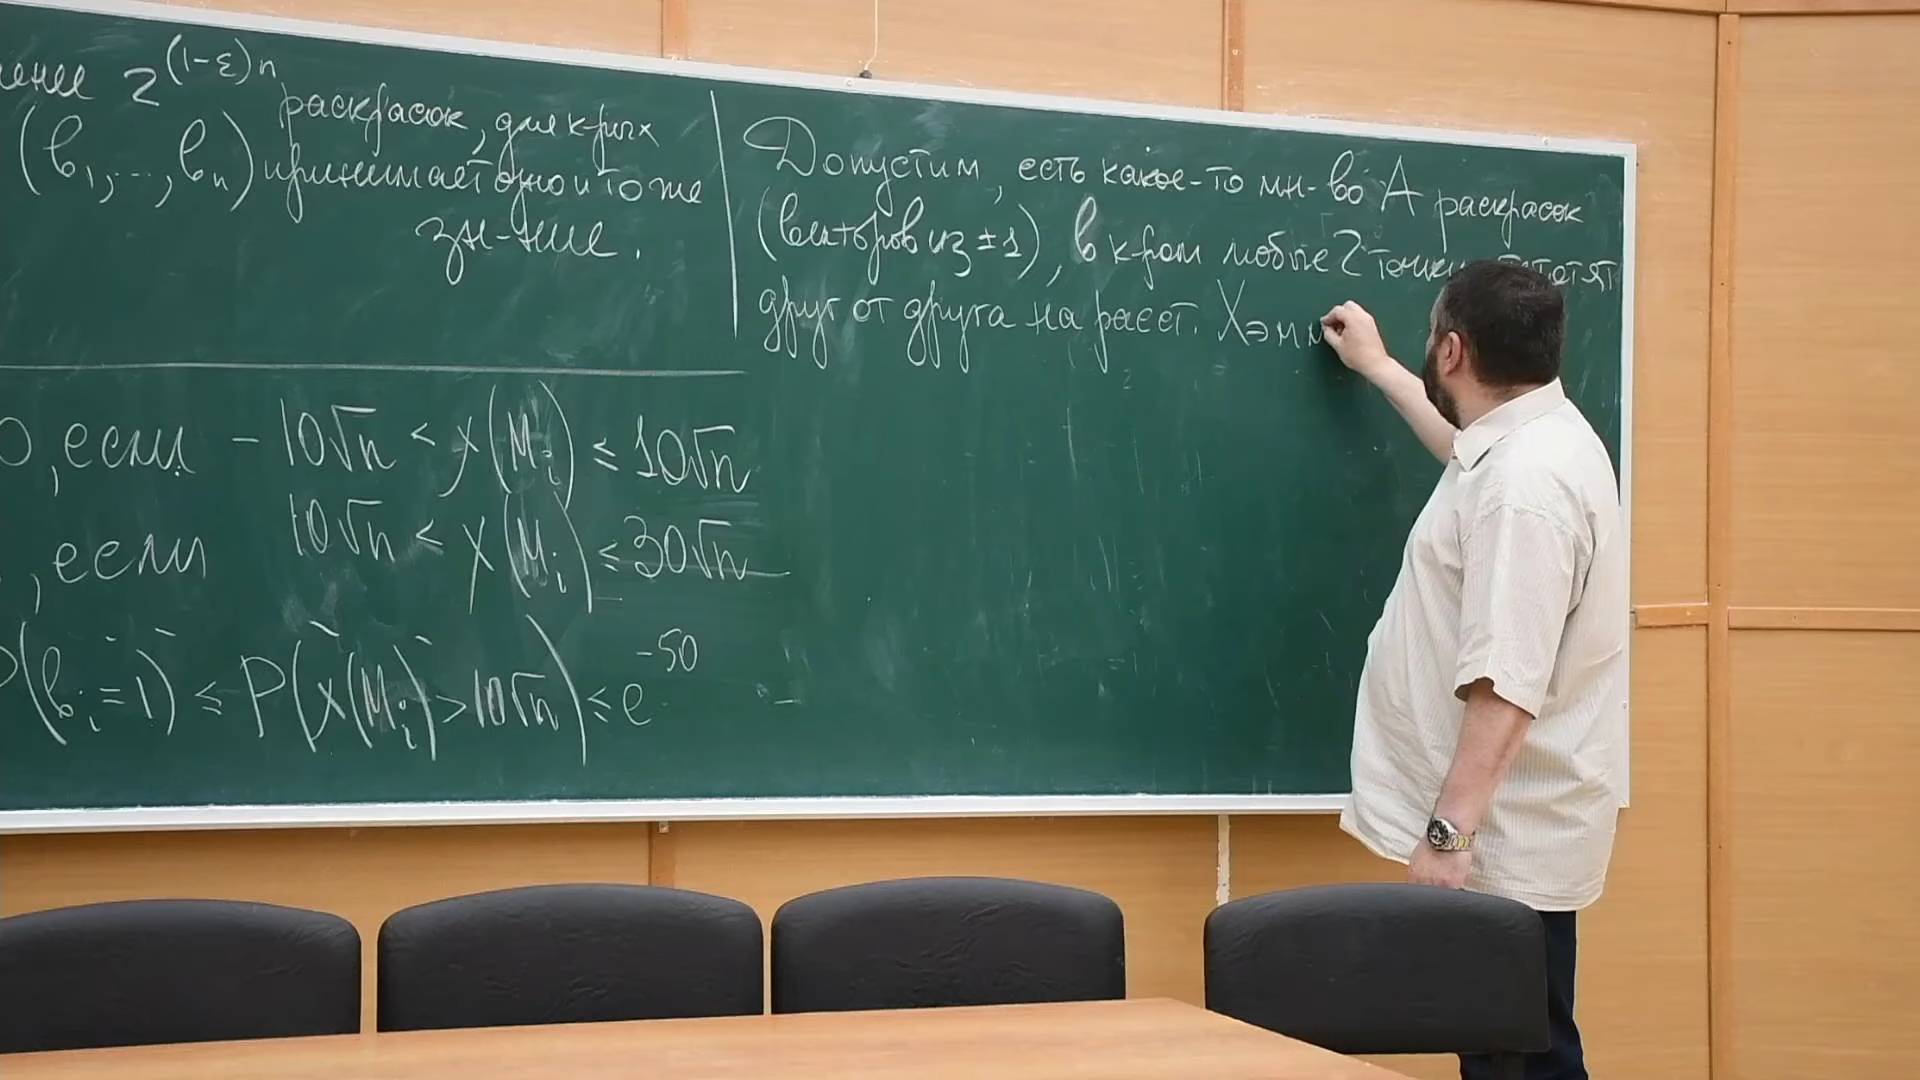 2^{(1-ε)n} раскрасок, для к-рых
(b_1,...,b_n) принимает одно и то же
зн-ние.
0, если -10√n < χ(M_i) ≤ 10√n
, если 10√n < χ(M_i) ≤ 30√n
P(b_i=1) ≤ P(χ(M_i) > 10√n) ≤ e^{-50}
Допустим, есть какое-то мн-во A раскрасок
(векторов из ±1), в к-ром любые 2 точки
друг от друга на расст. Хэмм